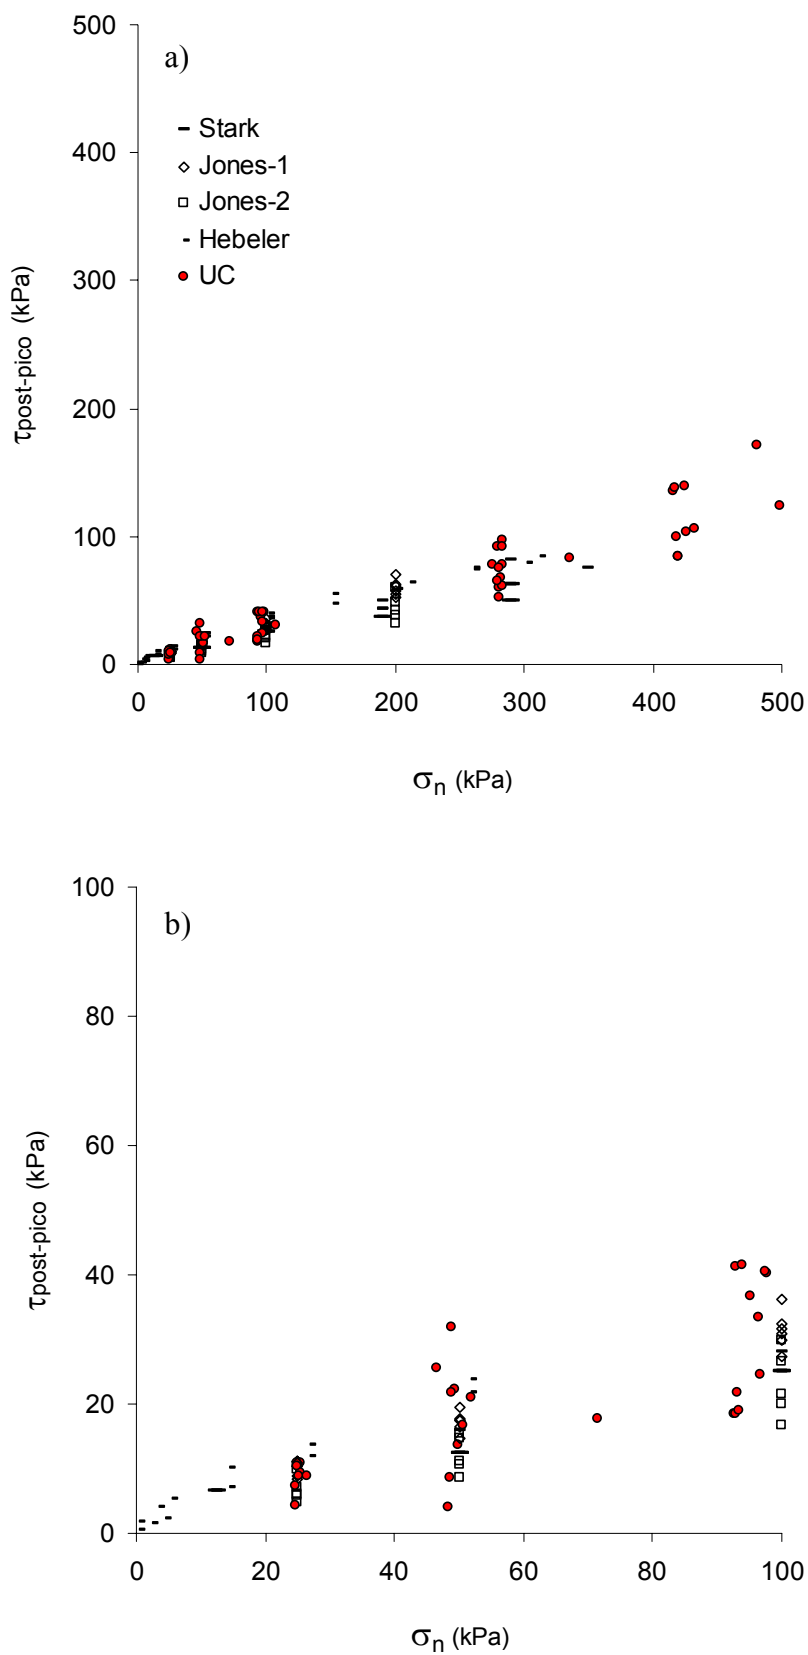 500
a)
Stark
400
Jones-1
Jones-2
Hebeler
UC
300
τpost-pico (kPa)
200
100
0
0 100 200 300 400 500
σn (kPa)
100
b)
80
60
τpost-pico (kPa)
40
20
0
0 20 40 60 80 100
σn (kPa)